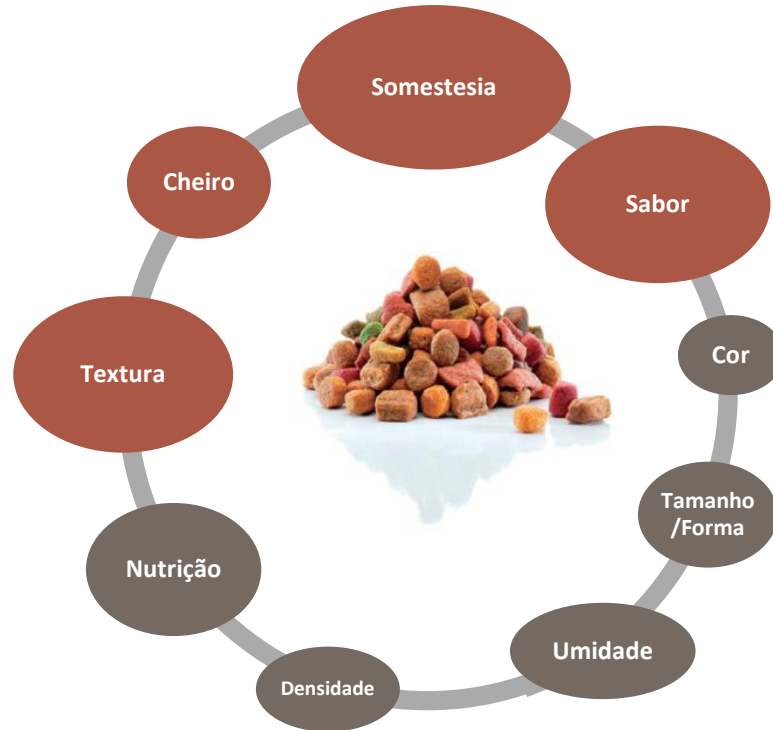 Somestesia
Cheiro
Sabor
Cor
Textura
Tamanho
/Forma
Nutrição
Umidade
Densidade